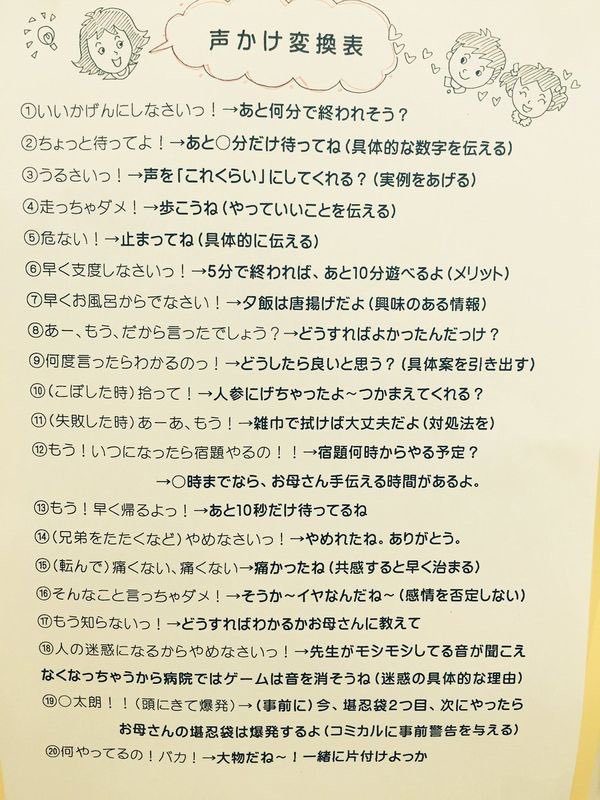 声かけ変換表
①いいかげんにしなさいっ！→あと何分で終われそう？
②ちょっと待ってよ！→あと〇分だけ待ってね（具体的な数字を伝える）
③うるさいっ！→声を「これくらい」にしてくれる？（実例をあげる）
④走っちゃダメ！→歩こうね（やっていいことを伝える）
⑤危ない！→止まってね（具体的に伝える）
⑥早く支度しなさいっ！→5分で終われば、あと10分遊べるよ（メリット）
⑦早くお風呂からでなさい！→夕飯は唐揚げだよ（興味のある情報）
⑧あー、もう、だから言ったでしょう？→どうすればよかったんだっけ？
⑨何度言ったらわかるのっ！→どうしたら良いと思う？（具体案を引き出す）
⑩（こぼした時）拾って！→人参にげちゃったよ～つかまえてくれる？
⑪（失敗した時）あーあ、もう！→雑巾で拭けば大丈夫だよ（対処法を）
⑫もう！いつになったら宿題やるの！！→宿題何時からやる予定？
→〇時までなら、お母さん手伝える時間があるよ。
⑬もう！早く帰るよっ！→あと10秒だけ待ってるね
⑭（兄弟をたたくなど）やめなさいっ！→やめれたね。ありがとう。
⑮（転んで）痛くない、痛くない→痛かったね（共感すると早く治まる）
⑯そんなこと言っちゃダメ！→そうか～イヤなんだね～（感情を否定しない）
⑰もう知らないっ！→どうすればわかるかお母さんに教えて
⑱人の迷惑になるからやめなさいっ！→先生がモシモシしてる音が聞こえ
なくなっちゃうから病院ではゲームは音を消そうね（迷惑の具体的な理由）
⑲〇太朗！！（頭にきて爆発）→（事前に）今、堪忍袋2つ目、次にやったら
お母さんの堪忍袋は爆発するよ（コミカルに事前警告を与える）
⑳何やってるの！バカ！→大物だね～！一緒に片付けよっか